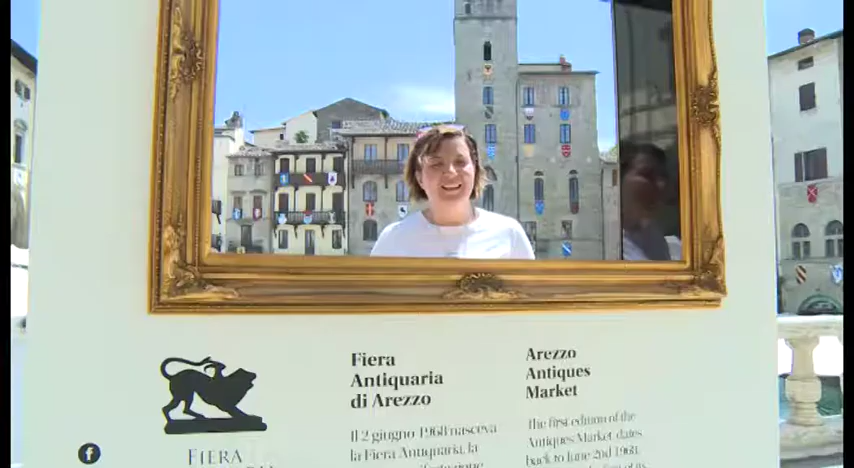 Fiera
Antiquaria
di Arezzo
Il 2 giugno 1968 nasceva
la Fiera Antiquaria, la
Arezzo
Antiques
Market
The first edition of the
Antiques Market dates
back to June 2nd 1968,
FIERA
f